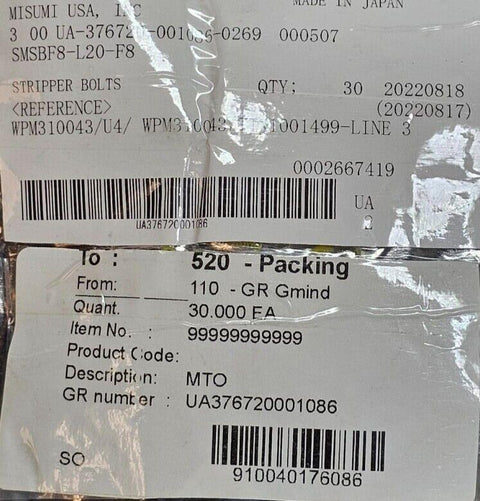 MISUMI USA, INC MADE IN JAPAN
3 00 -0269 000507
SMSBF8-L20-F8
STRIPPER BOLTS QTY: 30 20220818
<REFERENCE> (20220817)
WPM310043/U4/ 1001499-LINE 3
0002667419
UA376720001086
UA
2
To : 520 - Packing
From: 110 - GR Gmind
Quant. 30.000 EA
Item No. : 99999999999
Product Code:
Description: MTO
GR number : UA376720001086
SO
910040176086